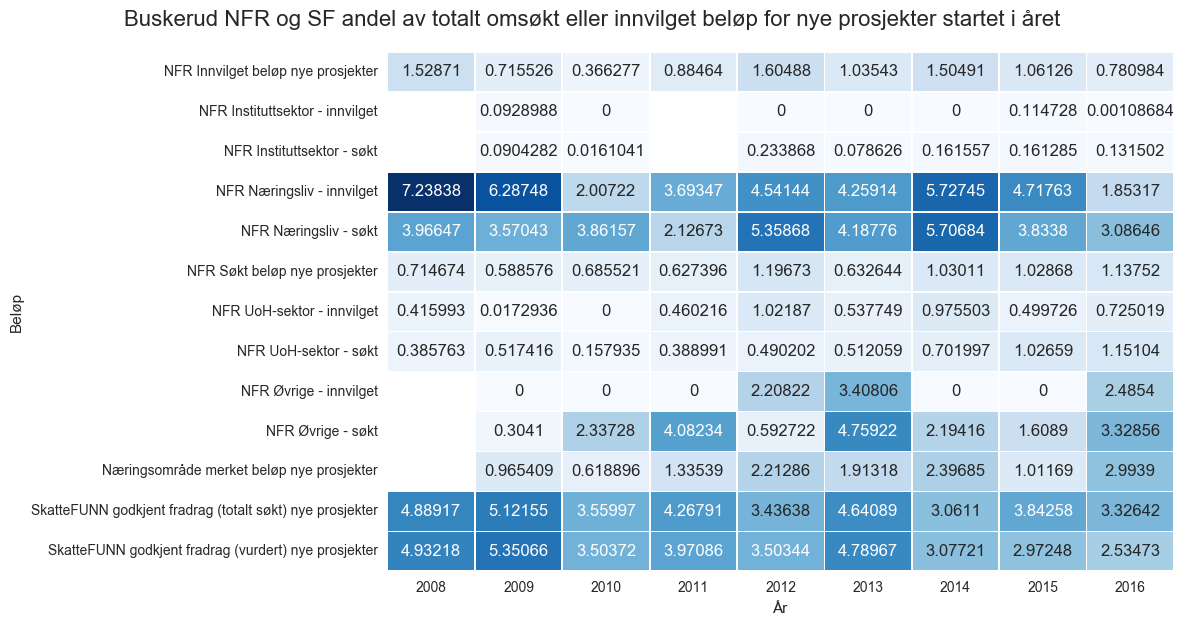 Buskerud NFR og SF andel av totalt omsøkt eller innvilget beløp for nye prosjekter startet i året
Beløp
NFR Innvilget beløp nye prosjekter 1.52871 0.715526 0.366277 0.88464 1.60488 1.03543 1.50491 1.06126 0.780984
NFR Instituttsektor - innvilget 0.0928988 0 0 0 0 0.114728 0.00108684
NFR Instituttsektor - søkt 0.0904282 0.0161041 0.233868 0.078626 0.161557 0.161285 0.131502
NFR Næringsliv - innvilget 7.23838 6.28748 2.00722 3.69347 4.54144 4.25914 5.72745 4.71763 1.85317
NFR Næringsliv - søkt 3.96647 3.57043 3.86157 2.12673 5.35868 4.18776 5.70684 3.8338 3.08646
NFR Søkt beløp nye prosjekter 0.714674 0.588576 0.685521 0.627396 1.19673 0.632644 1.03011 1.02868 1.13752
NFR UoH-sektor - innvilget 0.415993 0.0172936 0 0.460216 1.02187 0.537749 0.975503 0.499726 0.725019
NFR UoH-sektor - søkt 0.385763 0.517416 0.157935 0.388991 0.490202 0.512059 0.701997 1.02659 1.15104
NFR Øvrige - innvilget 0 0 0 2.20822 3.40806 0 0 2.4854
NFR Øvrige - søkt 0.3041 2.33728 4.08234 0.592722 4.75922 2.19416 1.6089 3.32856
Næringsområde merket beløp nye prosjekter 0.965409 0.618896 1.33539 2.21286 1.91318 2.39685 1.01169 2.9939
SkatteFUNN godkjent fradrag (totalt søkt) nye prosjekter 4.88917 5.12155 3.55997 4.26791 3.43638 4.64089 3.0611 3.84258 3.32642
SkatteFUNN godkjent fradrag (vurdert) nye prosjekter 4.93218 5.35066 3.50372 3.97086 3.50344 4.78967 3.07721 2.97248 2.53473
2008 2009 2010 2011 2012 2013 2014 2015 2016
År